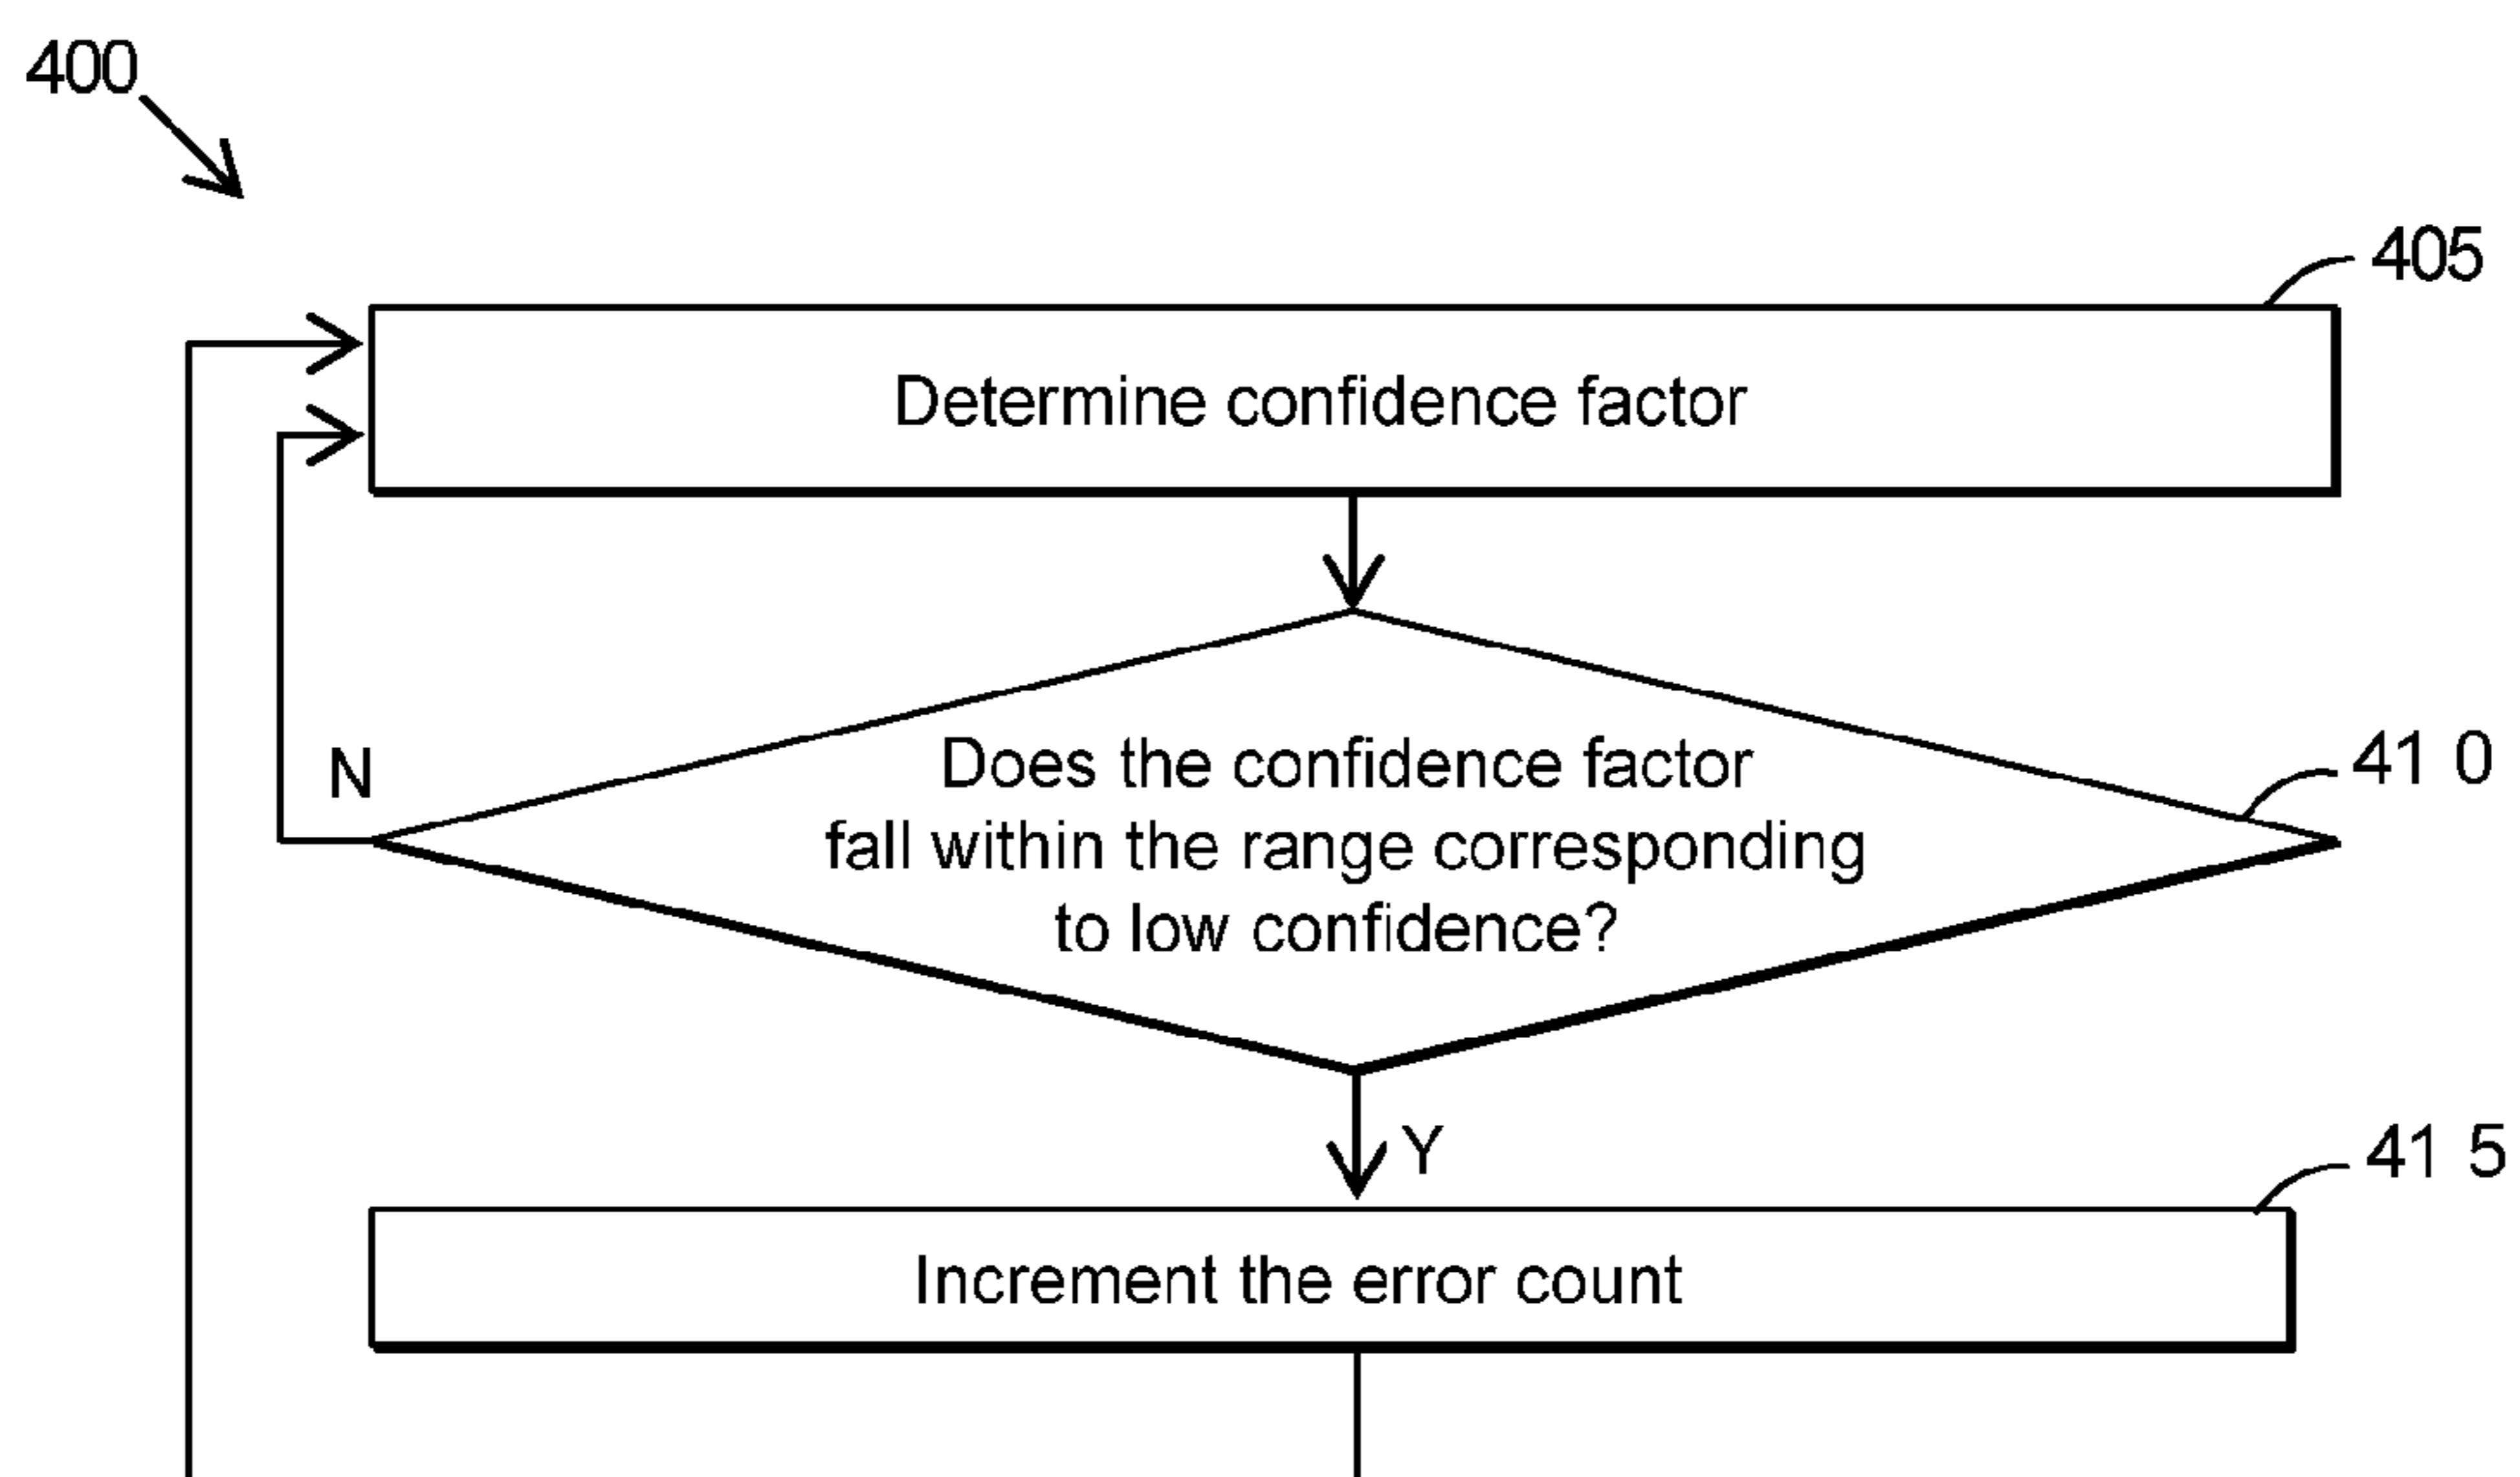 400
405
Determine confidence factor
N
Does the confidence factor
fall within the range corresponding
to low confidence?
41 0
Y
41 5
Increment the error count